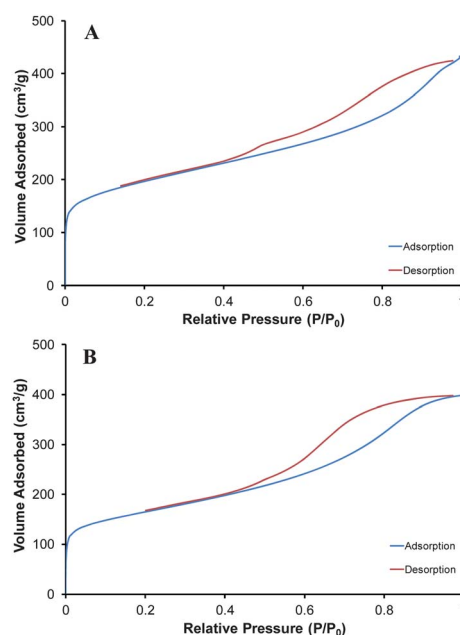 A
500
400
300
200
100
0
Volume Adsorbed (cm³/g)
Adsorption
Desorption
0
0.2
0.4
0.6
0.8
1
Relative Pressure (P/P₀)
B
500
400
300
200
100
0
Volume Adsorbed (cm³/g)
Adsorption
Desorption
0
0.2
0.4
0.6
0.8
Relative Pressure (P/P₀)